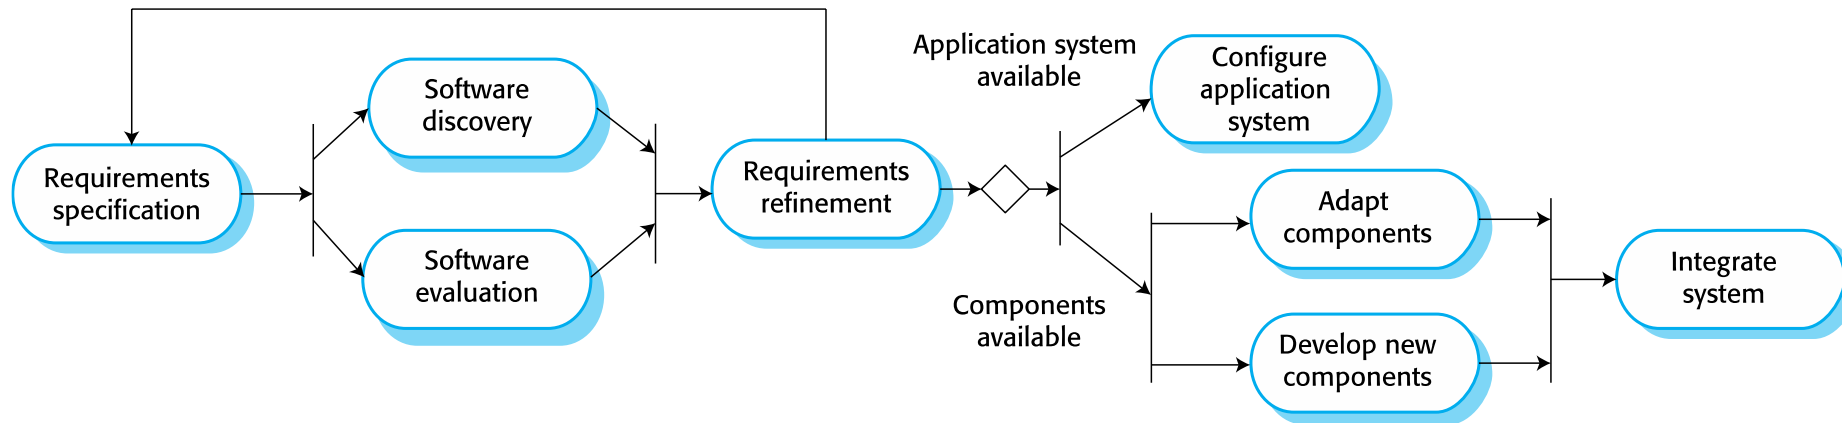 Requirements
specification
Software
discovery
Software
evaluation
Requirements
refinement
Application system
available
Components
available
Configure
application
system
Adapt
components
Develop new
components
Integrate
system